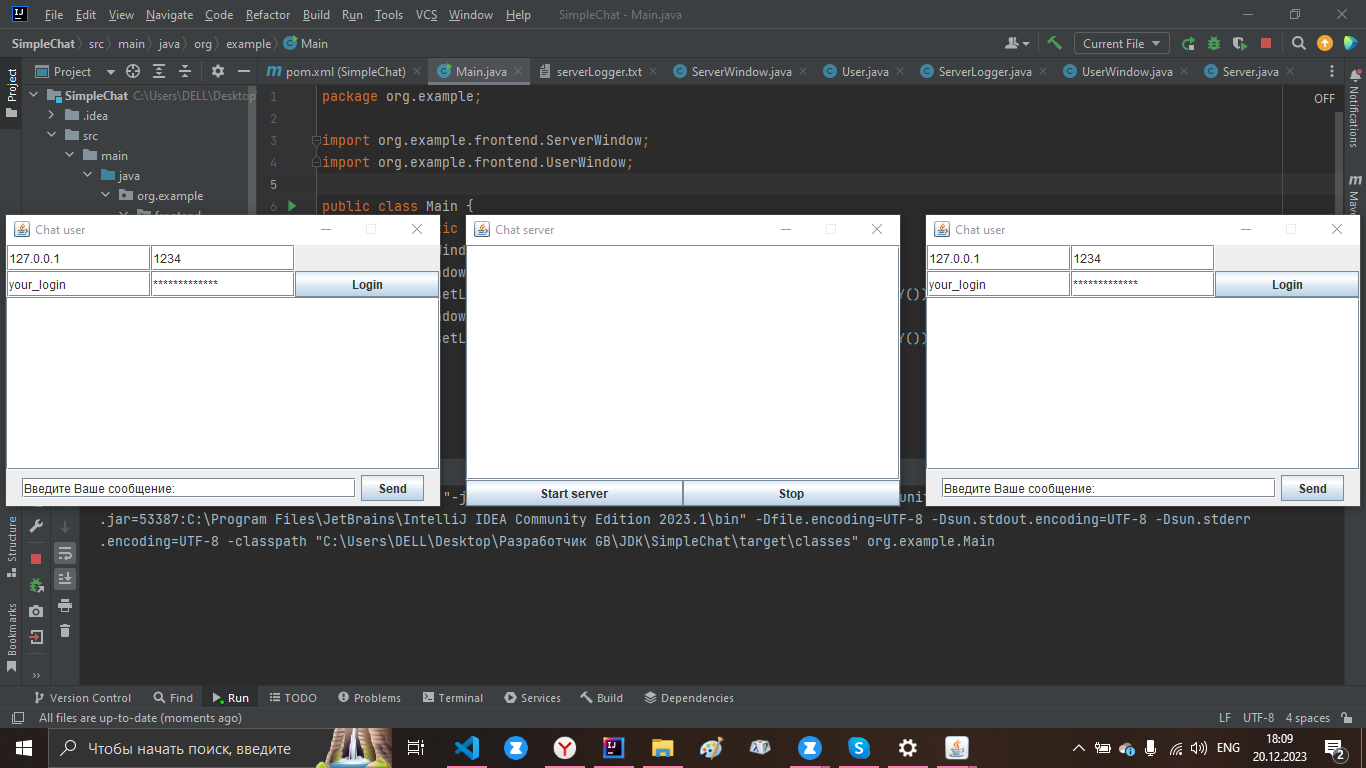 File Edit View Navigate Code Refactor Build Run Tools VCS Window Help SimpleChat - Main.java
SimpleChat src main java org example Main Current File
Project pom.xml (SimpleChat) Main.java serverLogger.txt ServerWindow.java User.java ServerLogger.java UserWindow.java Server.java
Project
SimpleChat C:\Users\DELL\Desktop
.idea
src
main
java
org.example
1 package org.example;
2
3 import org.example.frontend.ServerWindow;
4 import org.example.frontend.UserWindow;
5
6 public class Main {
OFF
Notifications
Chat user
127.0.0.1 1234
your_login ************* Login
Введите Ваше сообщение: Send
Chat server
Start server Stop
Chat user
127.0.0.1 1234
your_login ************* Login
Введите Ваше сообщение: Send
.jar=53387:C:\Program Files\JetBrains\IntelliJ IDEA Community Edition 2023.1\bin" -Dfile.encoding=UTF-8 -Dsun.stdout.encoding=UTF-8 -Dsun.stderr
.encoding=UTF-8 -classpath "C:\Users\DELL\Desktop\Разработчик GB\JDK\SimpleChat\target\classes" org.example.Main
Structure
Bookmarks
Version Control Find Run TODO Problems Terminal Services Build Dependencies
All files are up-to-date (moments ago) LF UTF-8 4 spaces
Чтобы начать поиск, введите
ENG
18:09
20.12.2023
2